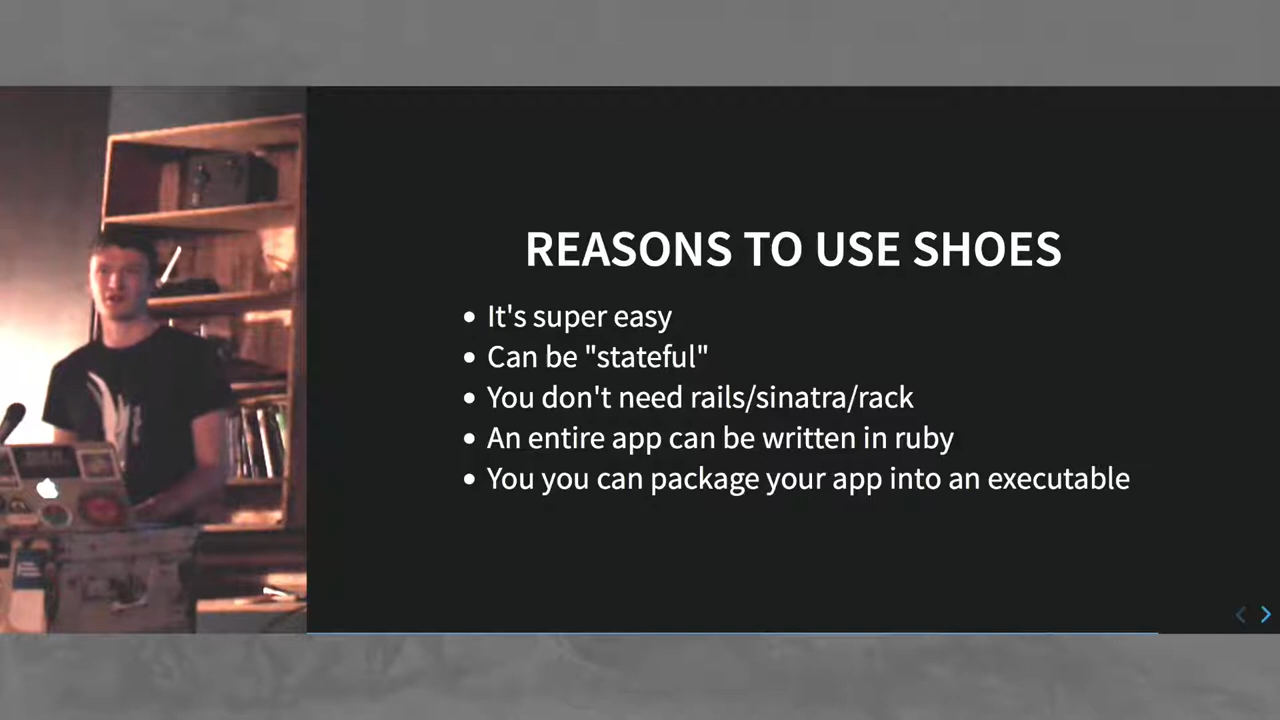 REASONS TO USE SHOES
It's super easy
Can be "stateful"
You don't need rails/sinatra/rack
An entire app can be written in ruby
You you can package your app into an executable